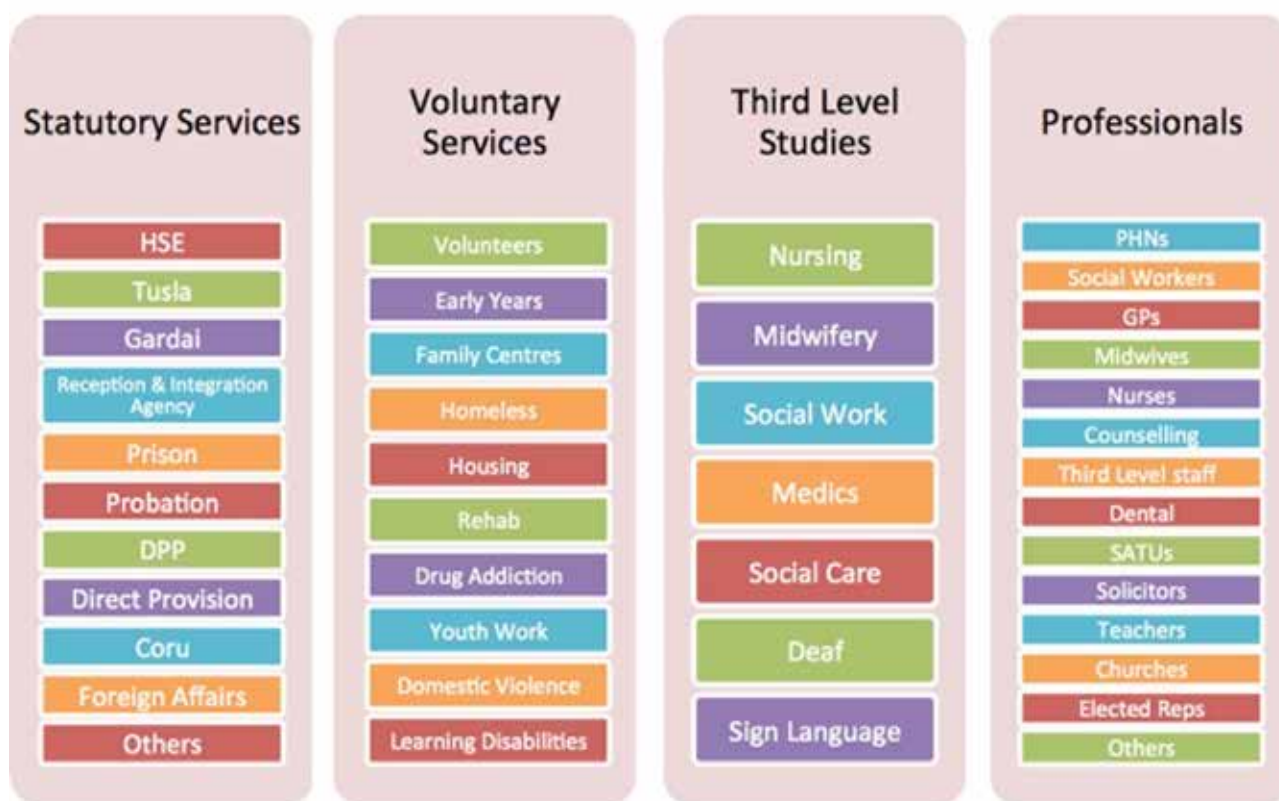 Statutory Services
HSE
Tusla
Gardai
Reception & Integration
Agency
Prison
Probation
DPP
Direct Provision
Coru
Foreign Affairs
Others
Voluntary
Services
Volunteers
Early Years
Family Centres
Homeless
Housing
Rehab
Drug Addiction
Youth Work
Domestic Violence
Learning Disabilities
Third Level
Studies
Nursing
Midwifery
Social Work
Medics
Social Care
Deaf
Sign Language
Professionals
PHNs
Social Workers
GPs
Midwives
Nurses
Counselling
Third Level staff
Dental
SATUs
Solicitors
Teachers
Churches
Elected Reps
Others